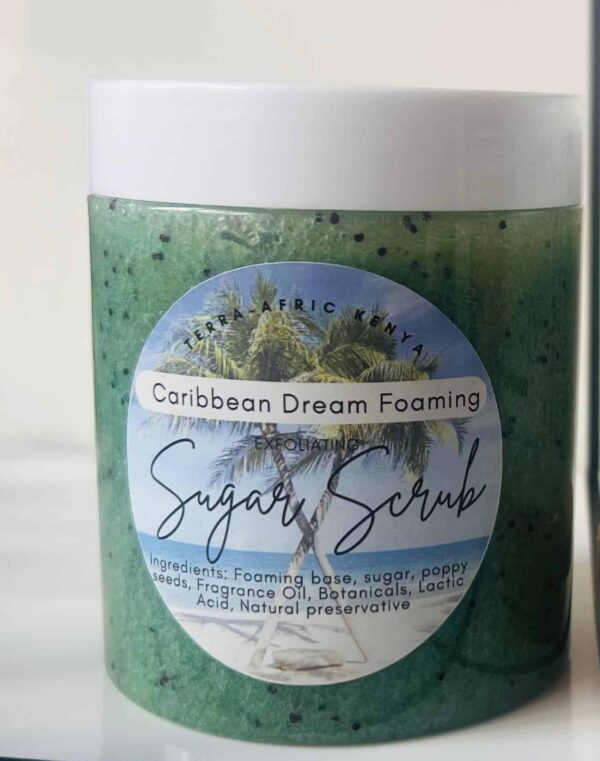 TERRA-AFRIC KENYA
Caribbean Dream Foaming
EXFOLIATING
Sugar Scrub
Ingredients: Foaming base, sugar, poppy
seeds, Fragrance Oil, Botanicals, Lactic
Acid, Natural preservative